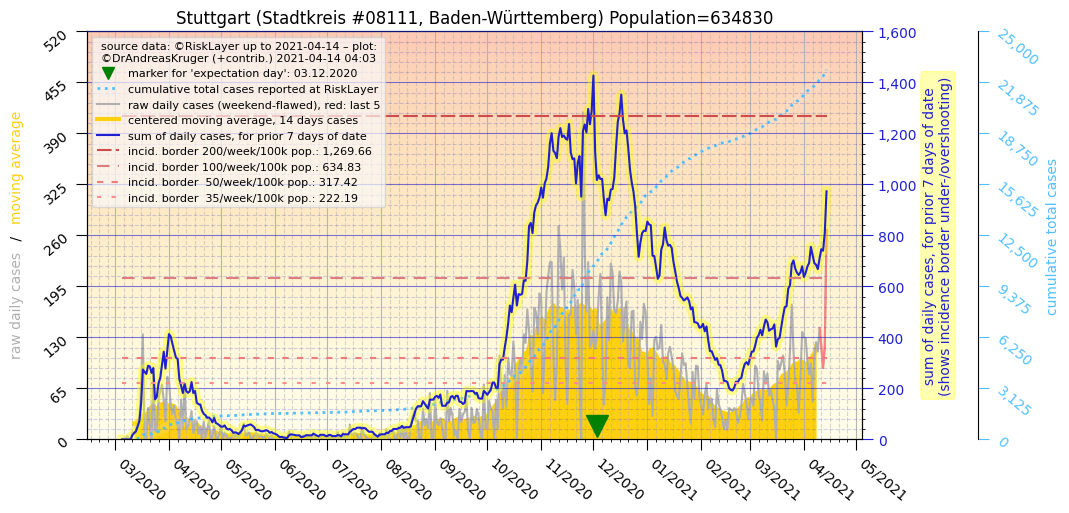 Stuttgart (Stadtkreis #08111, Baden-Württemberg) Population=634830
source data: ©RiskLayer up to 2021-04-14 – plot:
©DrAndreasKruger (+contrib.) 2021-04-14 04:03
marker for 'expectation day': 03.12.2020
cumulative total cases reported at RiskLayer
raw daily cases (weekend-flawed), red: last 5
centered moving average, 14 days cases
sum of daily cases, for prior 7 days of date
incid. border 200/week/100k pop.: 1,269.66
incid. border 100/week/100k pop.: 634.83
incid. border  50/week/100k pop.: 317.42
incid. border  35/week/100k pop.: 222.19
raw daily cases / moving average
520
455
390
325
260
195
130
65
0
03/2020
04/2020
05/2020
06/2020
07/2020
08/2020
09/2020
10/2020
11/2020
12/2020
01/2021
02/2021
03/2021
04/2021
05/2021
1,600
1,400
1,200
1,000
800
600
400
200
0
sum of daily cases, for prior 7 days of date
(shows incidence border under-/overshooting)
25,000
21,875
18,750
15,625
12,500
9,375
6,250
3,125
0
cumulative total cases